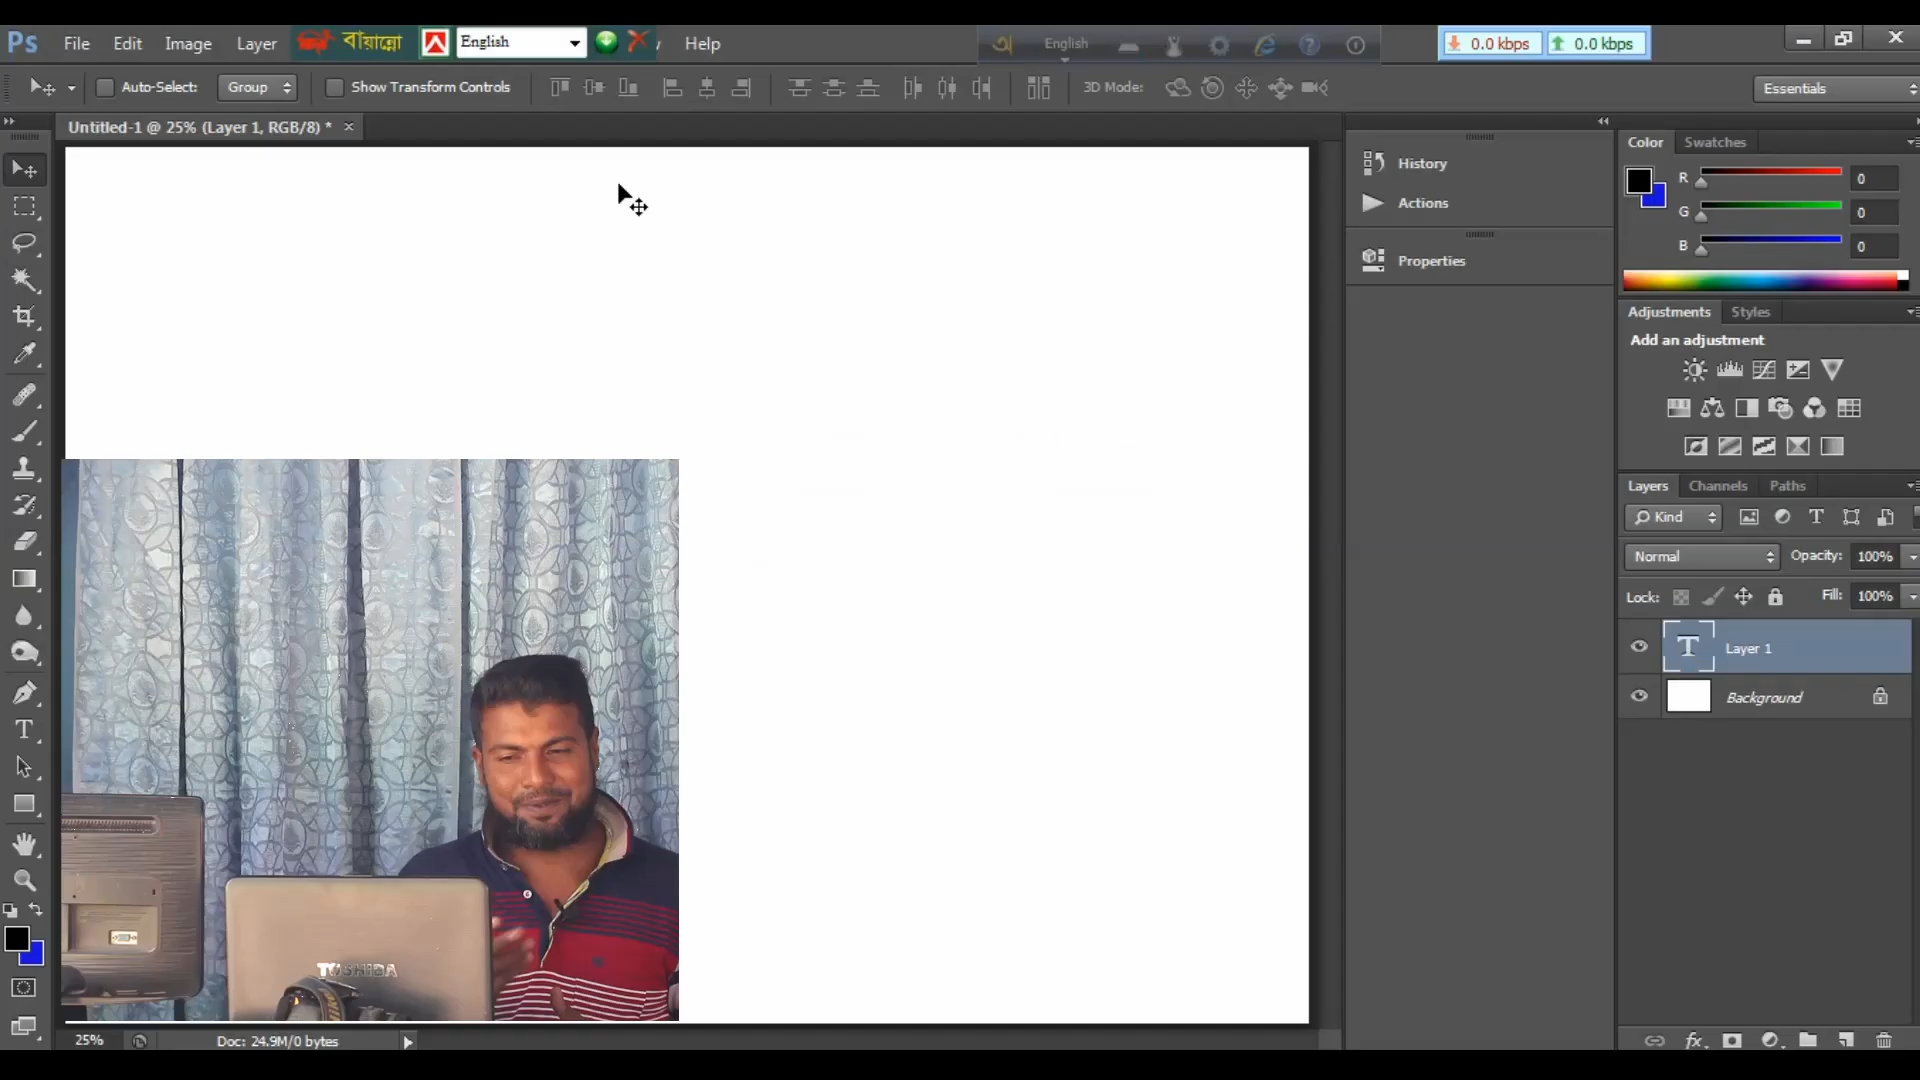 Ps File Edit Image Layer বায়ান্নো English Help English 0.0 kbps 0.0 kbps
Auto-Select: Group Show Transform Controls 3D Mode: Essentials
Untitled-1 @ 25% (Layer 1, RGB/8) *
History
Actions
Properties
Color Swatches
R 0
G 0
B 0
Adjustments Styles
Add an adjustment
Layers Channels Paths
Kind
Normal Opacity: 100%
Lock: Fill: 100%
T Layer 1
Background
TOSHIBA
25% Doc: 24.9M/0 bytes